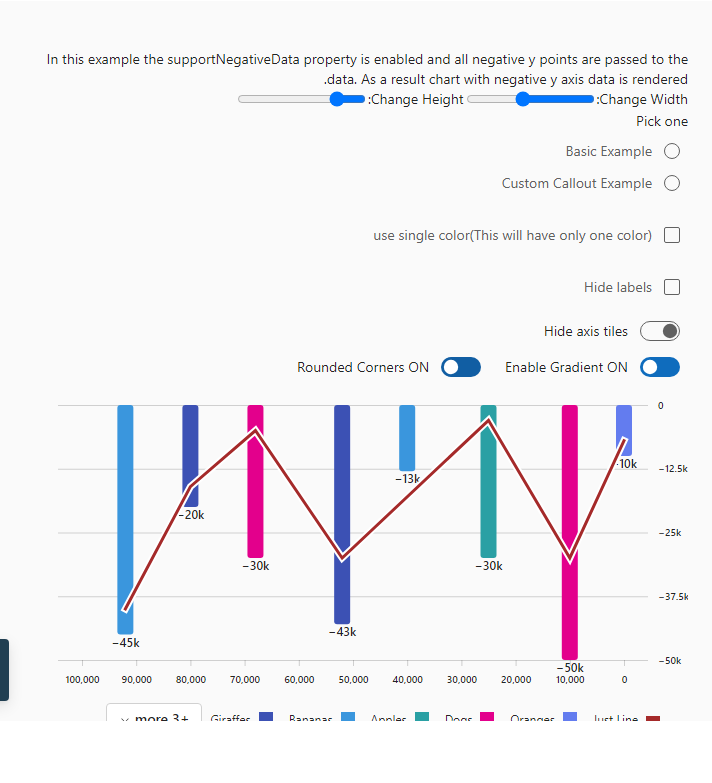 In this example the supportNegativeData property is enabled and all negative y points are passed to the
.data. As a result chart with negative y axis data is rendered
:Change Height :Change Width
Pick one
Basic Example
Custom Callout Example
use single color(This will have only one color)
Hide labels
Hide axis tiles
Rounded Corners ON Enable Gradient ON
0
−10k
−12.5k
−13k
−20k
−25k
−30k −30k
−37.5k
−43k
−45k
−50k
−50k
100,000 90,000 80,000 70,000 60,000 50,000 40,000 30,000 20,000 10,000 0
more 3+ Giraffes Bananas Apples Dogs Oranges Just Line